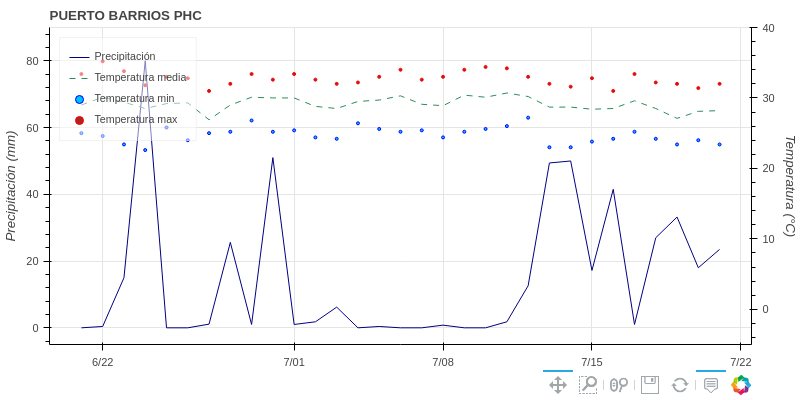 PUERTO BARRIOS PHC
Precipitación
Temperatura media
Temperatura min
Temperatura max
Precipitación (mm)
80
60
40
20
0
Temperatura (°C)
40
30
20
10
0
6/22
7/01
7/08
7/15
7/22